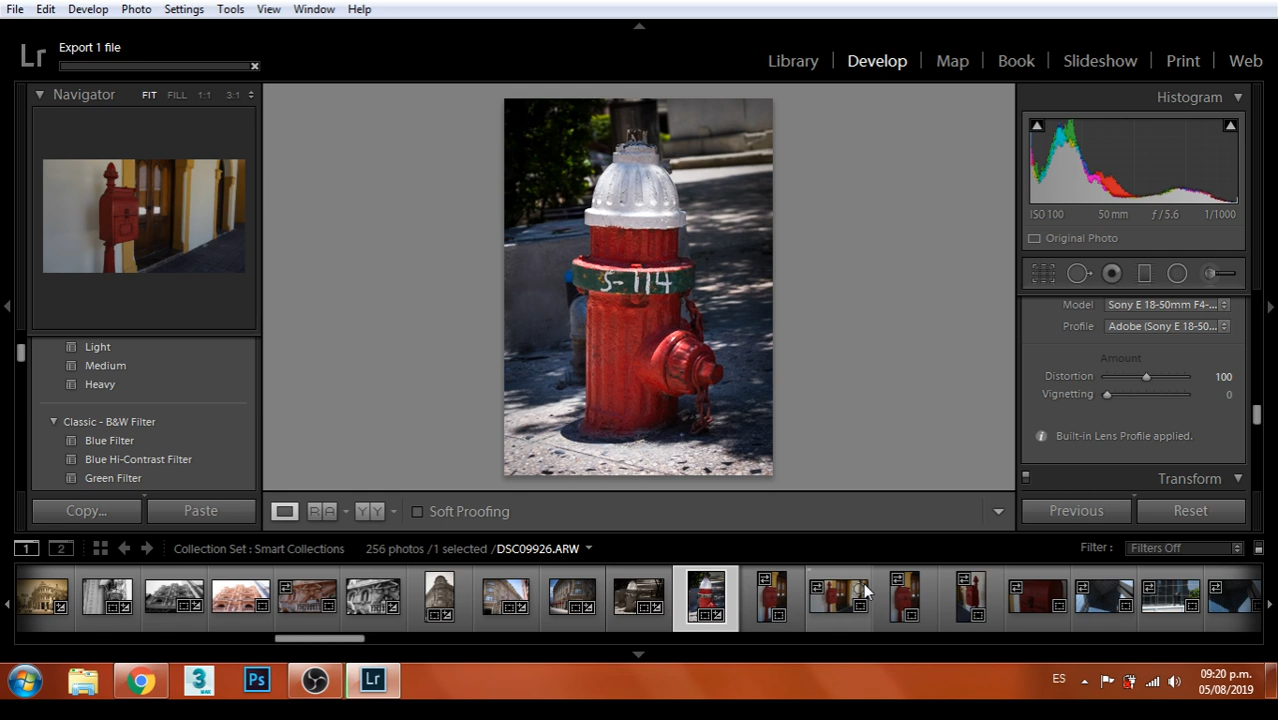 File Edit Develop Photo Settings Tools View Window Help
Lr Export 1 file
Library Develop Map Book Slideshow Print Web
Navigator FIT FILL 1:1 3:1
Histogram
ISO 100 50 mm ƒ / 5.6 1/1000
Original Photo
S-114
Model Sony E 18-50mm F4-...
Profile Adobe (Sony E 18-50...
Amount
Distortion 100
Vignetting 0
Built-in Lens Profile applied.
Transform
Light
Medium
Heavy
Classic - B&W Filter
Blue Filter
Blue Hi-Contrast Filter
Green Filter
Copy... Paste
R A Y Y Soft Proofing
Previous Reset
1 2 Collection Set : Smart Collections 256 photos /1 selected /DSC09926.ARW Filter : Filters Off
3 Ps Lr ES 09:20 p.m.
05/08/2019